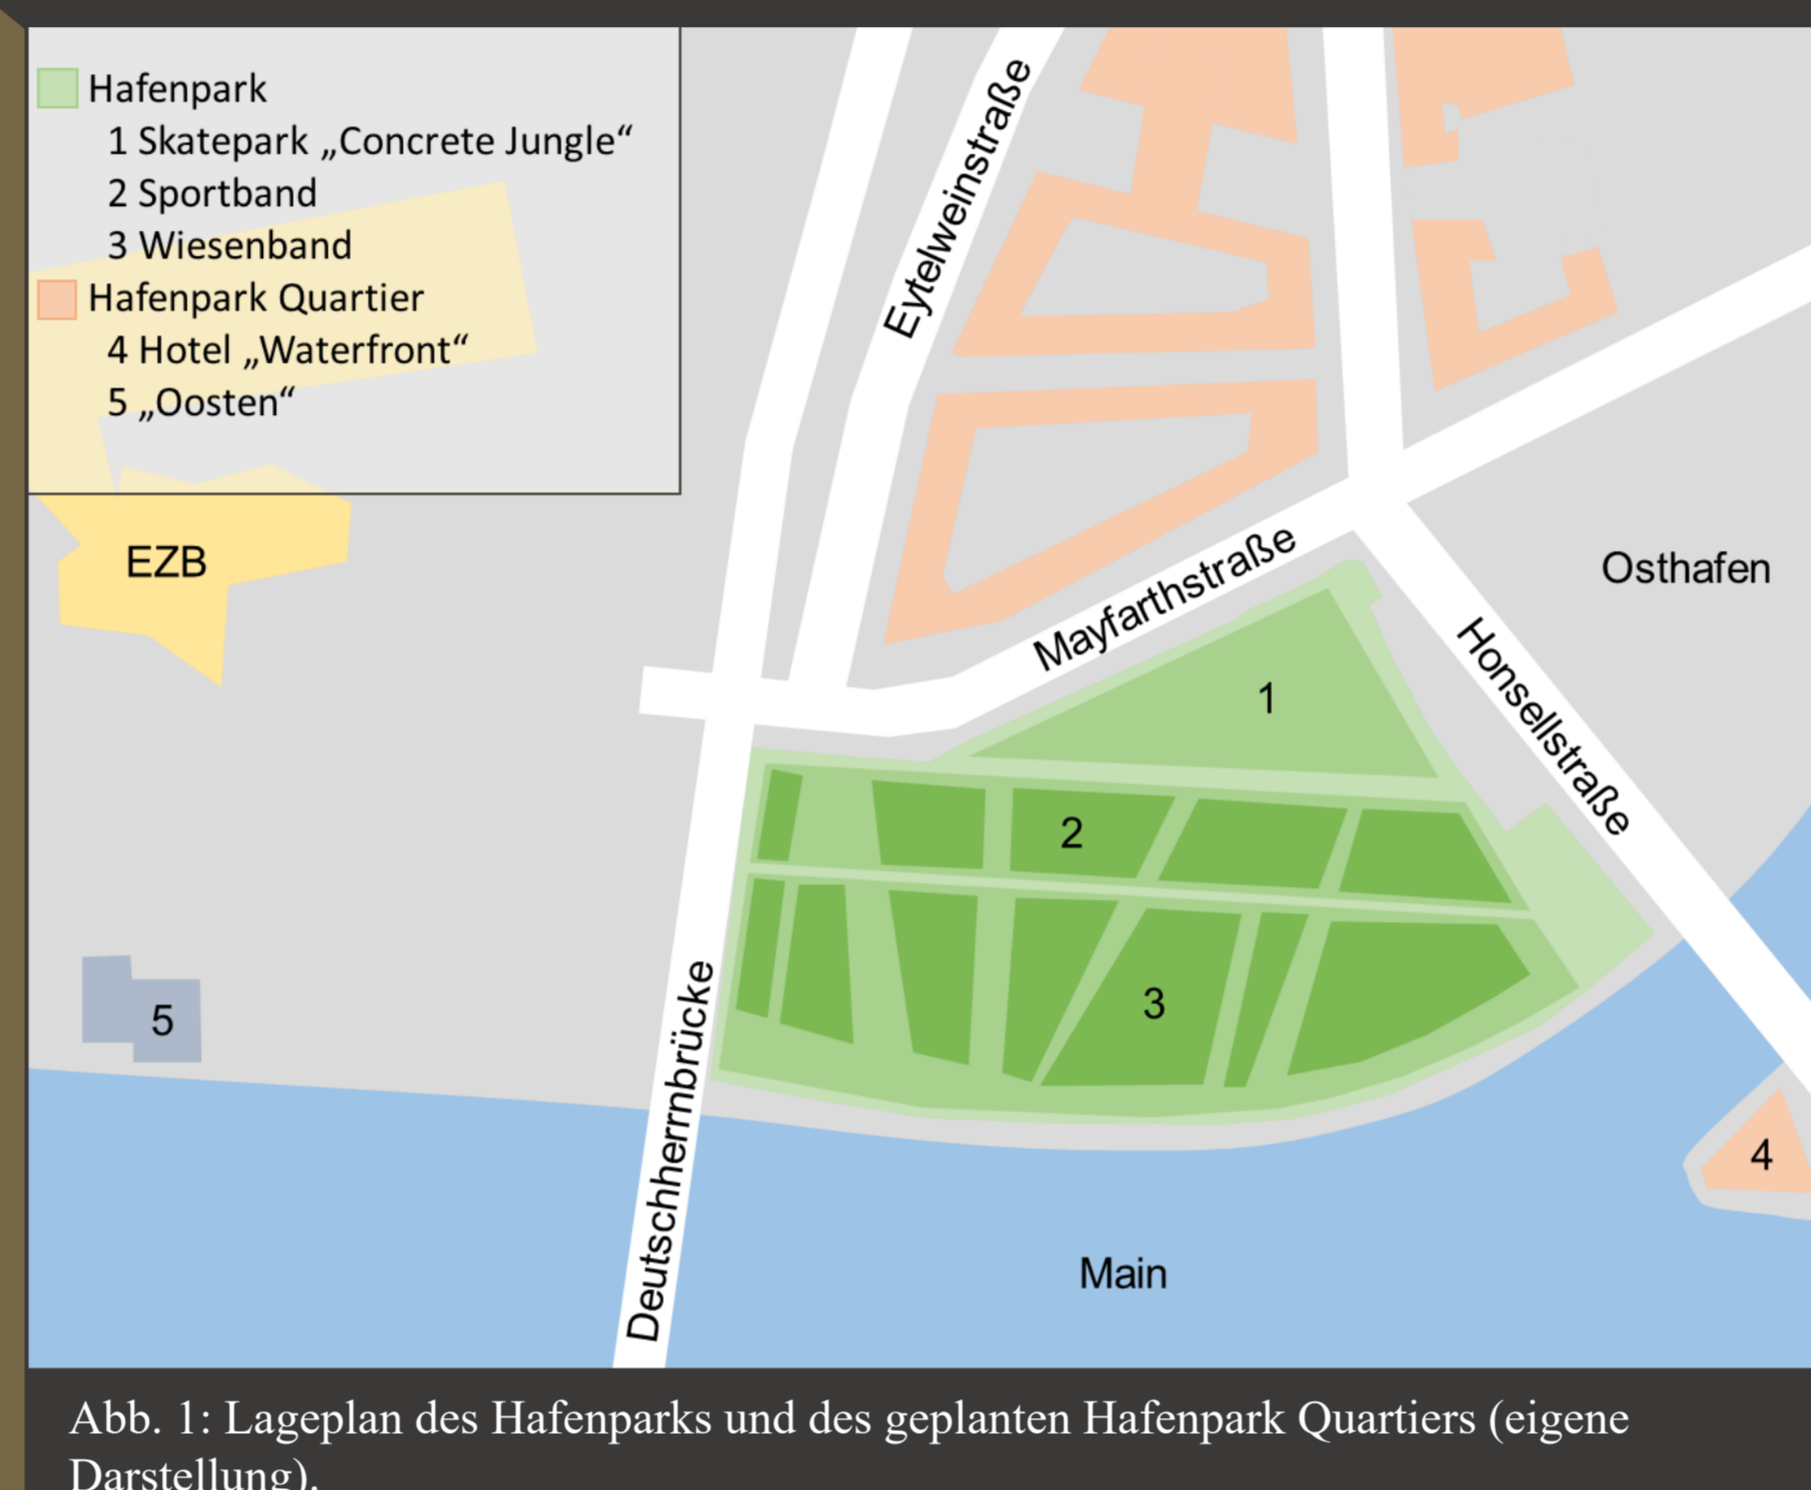 Hafenpark
1 Skatepark „Concrete Jungle“
2 Sportband
3 Wiesenband
Hafenpark Quartier
4 Hotel „Waterfront“
5 „Oosten“
Eytelweinstraße
EZB
Mayfarthstraße
Osthafen
Honsellstraße
1
2
3
5
Deutschherrnbrücke
4
Main
Abb. 1: Lageplan des Hafenparks und des geplanten Hafenpark Quartiers (eigene
Darstellung).